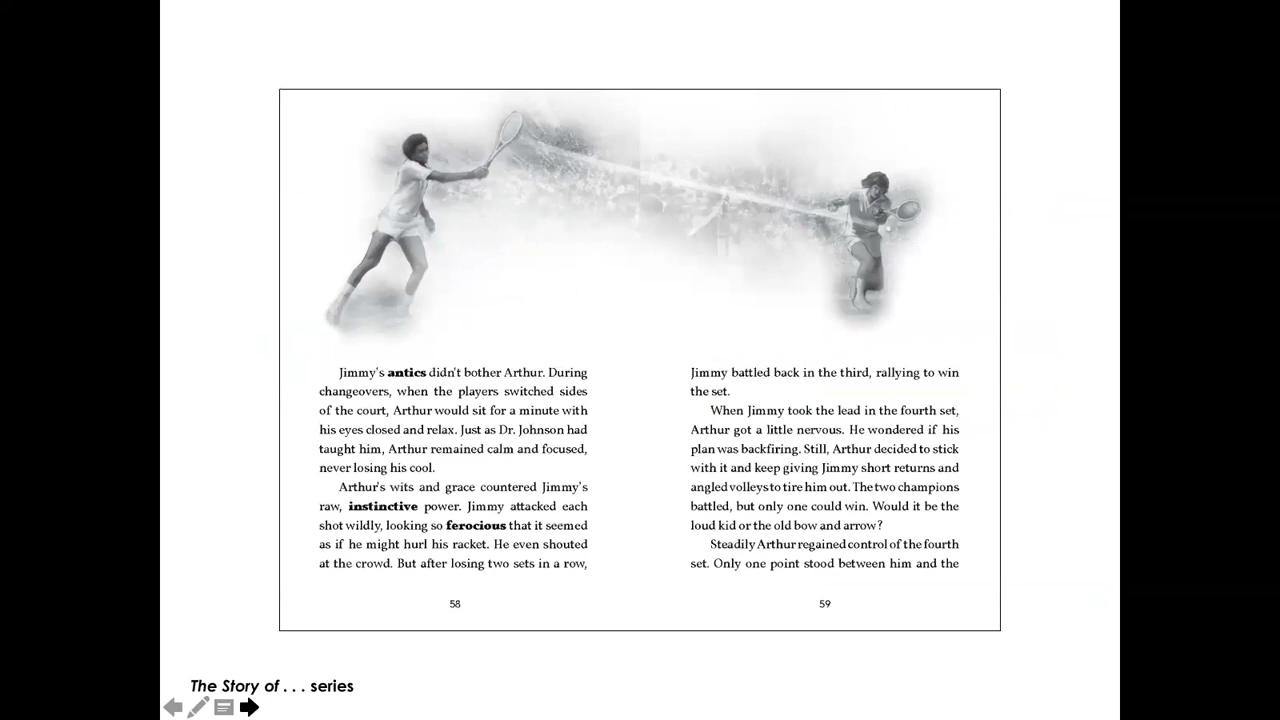 Jimmy's antics didn't bother Arthur. During
changeovers, when the players switched sides
of the court, Arthur would sit for a minute with
his eyes closed and relax. Just as Dr. Johnson had
taught him, Arthur remained calm and focused,
never losing his cool.
Arthur's wits and grace countered Jimmy's
raw, instinctive power. Jimmy attacked each
shot wildly, looking so ferocious that it seemed
as if he might hurl his racket. He even shouted
at the crowd. But after losing two sets in a row,
58
Jimmy battled back in the third, rallying to win
the set.
When Jimmy took the lead in the fourth set,
Arthur got a little nervous. He wondered if his
plan was backfiring. Still, Arthur decided to stick
with it and keep giving Jimmy short returns and
angled volleys to tire him out. The two champions
battled, but only one could win. Would it be the
loud kid or the old bow and arrow?
Steadily Arthur regained control of the fourth
set. Only one point stood between him and the
59
The Story of . . . series